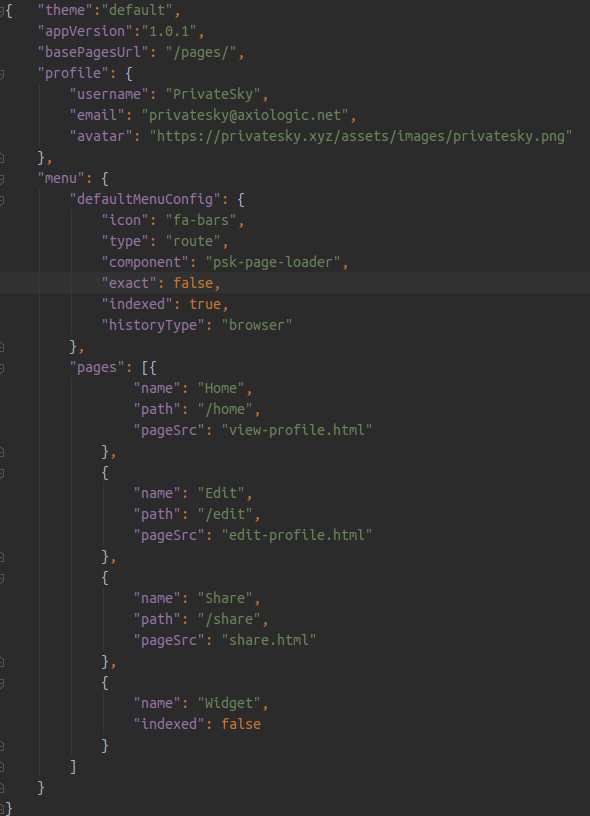 {   "theme":"default",
    "appVersion":"1.0.1",
    "basePagesUrl": "/pages/",
    "profile": {
        "username": "PrivateSky",
        "email": "privatesky@axiologic.net",
        "avatar": "https://privatesky.xyz/assets/images/privatesky.png"
    },
    "menu": {
        "defaultMenuConfig": {
            "icon": "fa-bars",
            "type": "route",
            "component": "psk-page-loader",
            "exact": false,
            "indexed": true,
            "historyType": "browser"
        },
        "pages": [{
                "name": "Home",
                "path": "/home",
                "pageSrc": "view-profile.html"
            },
            {
                "name": "Edit",
                "path": "/edit",
                "pageSrc": "edit-profile.html"
            },
            {
                "name": "Share",
                "path": "/share",
                "pageSrc": "share.html"
            },
            {
                "name": "Widget",
                "indexed": false
            }
        ]
    }
}